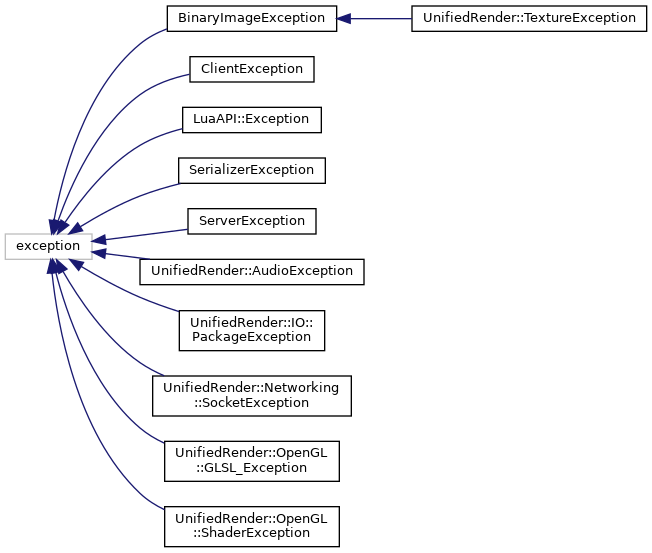 BinaryImageException
UnifiedRender::TextureException
ClientException
LuaAPI::Exception
SerializerException
ServerException
exception
UnifiedRender::AudioException
UnifiedRender::IO::
PackageException
UnifiedRender::Networking
::SocketException
UnifiedRender::OpenGL
::GLSL_Exception
UnifiedRender::OpenGL
::ShaderException